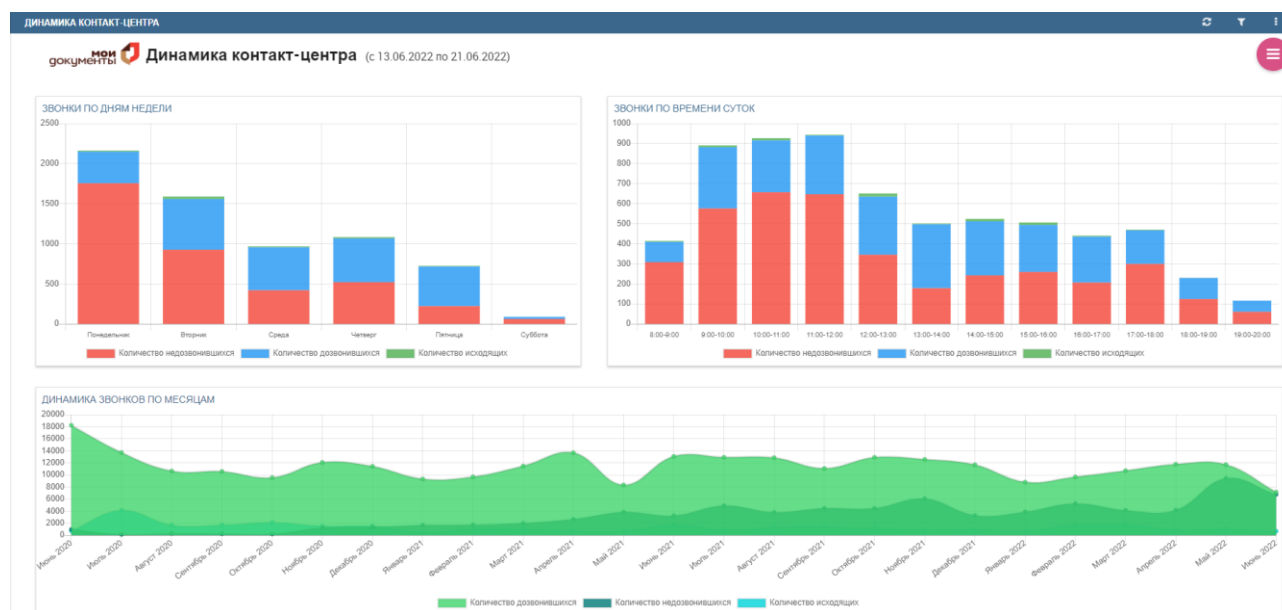 ДИНАМИКА КОНТАКТ-ЦЕНТРА
мои
документы
Динамика контакт-центра (с 13.06.2022 по 21.06.2022)
ЗВОНКИ ПО ДНЯМ НЕДЕЛИ
2500
2000
1500
1000
500
0
Понедельник Вторник Среда Четверг Пятница Суббота
Количество недозвонившихся Количество дозвонившихся Количество исходящих
ЗВОНКИ ПО ВРЕМЕНИ СУТОК
1000
900
800
700
600
500
400
300
200
100
0
8:00-9:00 9:00-10:00 10:00-11:00 11:00-12:00 12:00-13:00 13:00-14:00 14:00-15:00 15:00-16:00 16:00-17:00 17:00-18:00 18:00-19:00 19:00-20:00
Количество недозвонившихся Количество дозвонившихся Количество исходящих
ДИНАМИКА ЗВОНКОВ ПО МЕСЯЦАМ
20000
18000
16000
14000
12000
10000
8000
6000
4000
2000
0
Июнь 2020 Июль 2020 Август 2020 Сентябрь 2020 Октябрь 2020 Ноябрь 2020 Декабрь 2020 Январь 2021 Февраль 2021 Март 2021 Апрель 2021 Май 2021 Июнь 2021 Июль 2021 Август 2021 Сентябрь 2021 Октябрь 2021 Ноябрь 2021 Декабрь 2021 Январь 2022 Февраль 2022 Март 2022 Апрель 2022 Май 2022 Июнь 2022
Количество дозвонившихся Количество недозвонившихся Количество исходящих